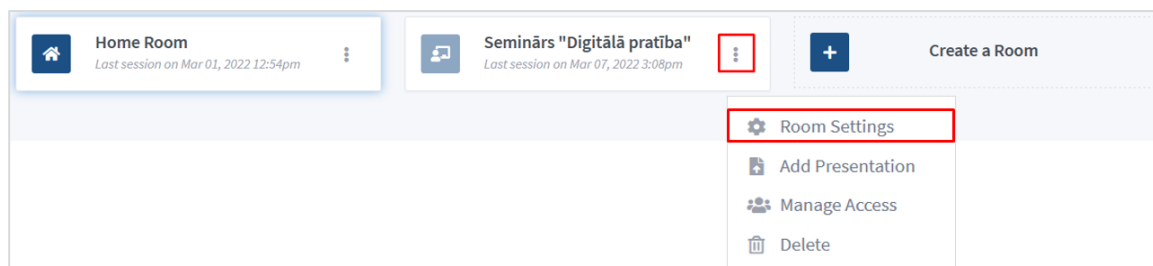 Home Room
Last session on Mar 01, 2022 12:54pm
Seminārs "Digitālā pratība"
Last session on Mar 07, 2022 3:08pm
Create a Room
Room Settings
Add Presentation
Manage Access
Delete